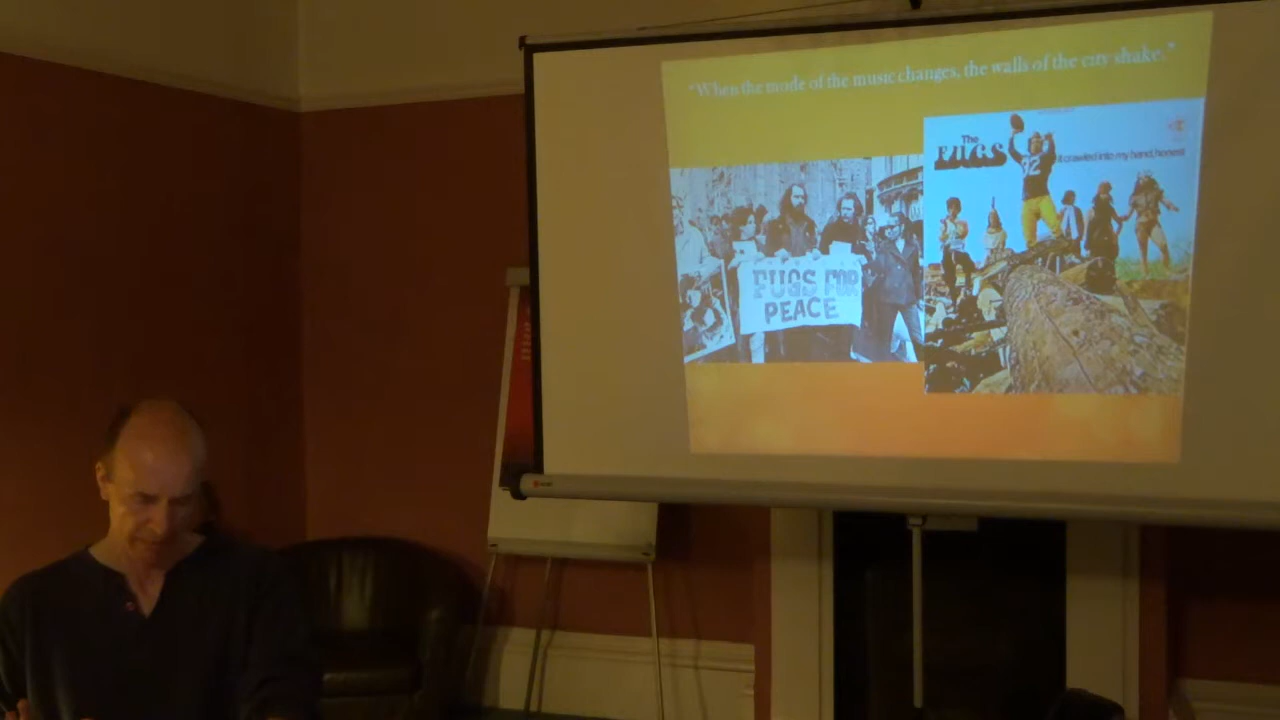 "When the mode of the music changes, the walls of the city shake."
The
FUGS
it crawled into my hand, honest
FUGS FOR
PEACE
32